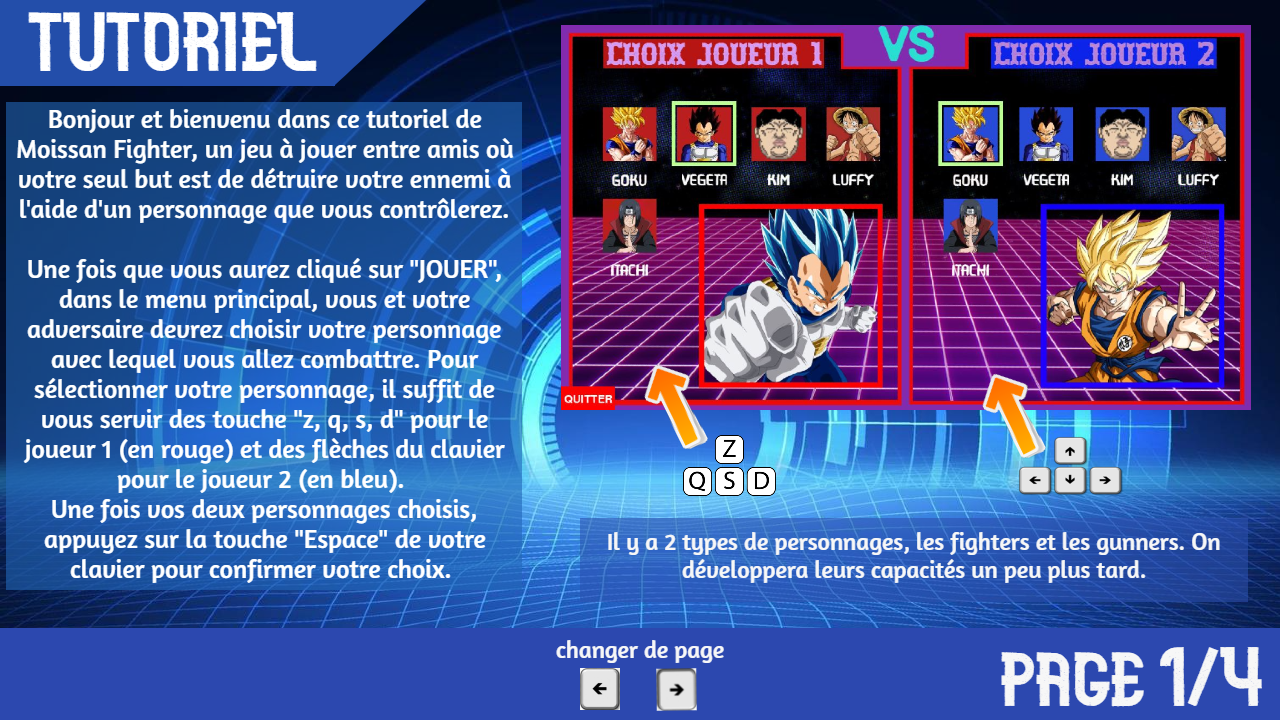 TUTORIEL
Bonjour et bienvenu dans ce tutoriel de
Moissan Fighter, un jeu à jouer entre amis où
votre seul but est de détruire votre ennemi à
l'aide d'un personnage que vous contrôlerez.
Une fois que vous aurez cliqué sur "JOUER",
dans le menu principal, vous et votre
adversaire devrez choisir votre personnage
avec lequel vous allez combattre. Pour
sélectionner votre personnage, il suffit de
vous servir des touche "z, q, s, d" pour le
joueur 1 (en rouge) et des flèches du clavier
pour le joueur 2 (en bleu).
Une fois vos deux personnages choisis,
appuyez sur la touche "Espace" de votre
clavier pour confirmer votre choix.
CHOIX JOUEUR 1
VS
CHOIX JOUEUR 2
GOKU VEGETA KIM LUFFY
ITACHI
GOKU VEGETA KIM LUFFY
ITACHI
QUITTER
Z
Q S D
↑
← ↓ →
Il y a 2 types de personnages, les fighters et les gunners. On
développera leurs capacités un peu plus tard.
changer de page
← →
PAGE 1/4